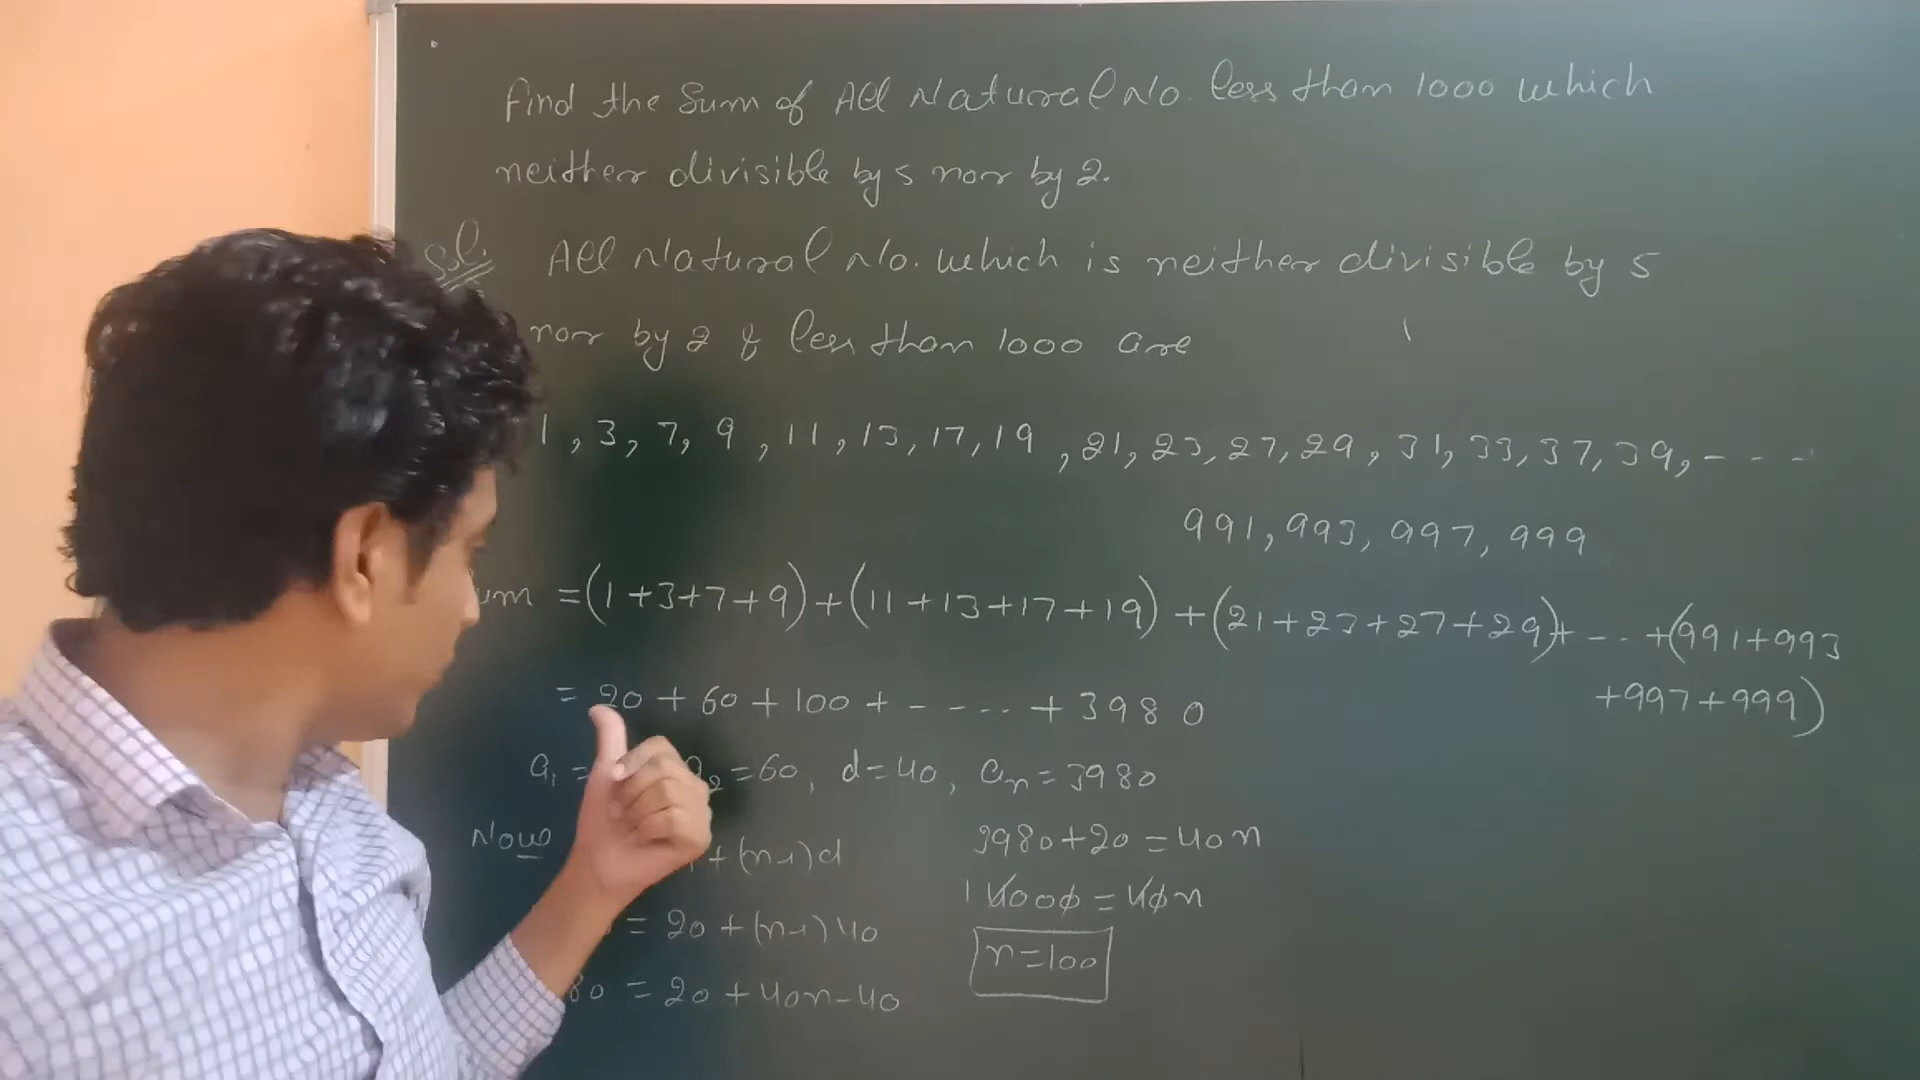 Find the Sum of All Natural No. less than 1000 which
neither divisible by 5 nor by 2.
Sol. All Natural No. which is neither divisible by 5
nor by 2 & less than 1000 are
1, 3, 7, 9, 11, 13, 17, 19, 21, 23, 27, 29, 31, 33, 37, 39, - - - -
991, 993, 997, 999
um = (1+3+7+9) + (11+13+17+19) + (21+23+27+29) + - .. + (991+993
+997+999)
= 20 + 60 + 100 + - - - .. + 3980
a₁ = a₂ = 60, d = 40, aₙ = 3980
Now + (n-1)d
= 20 + (n-1)40
80 = 20 + 40n - 40
3980 + 20 = 40n
1 4000 = 40n
n = 100